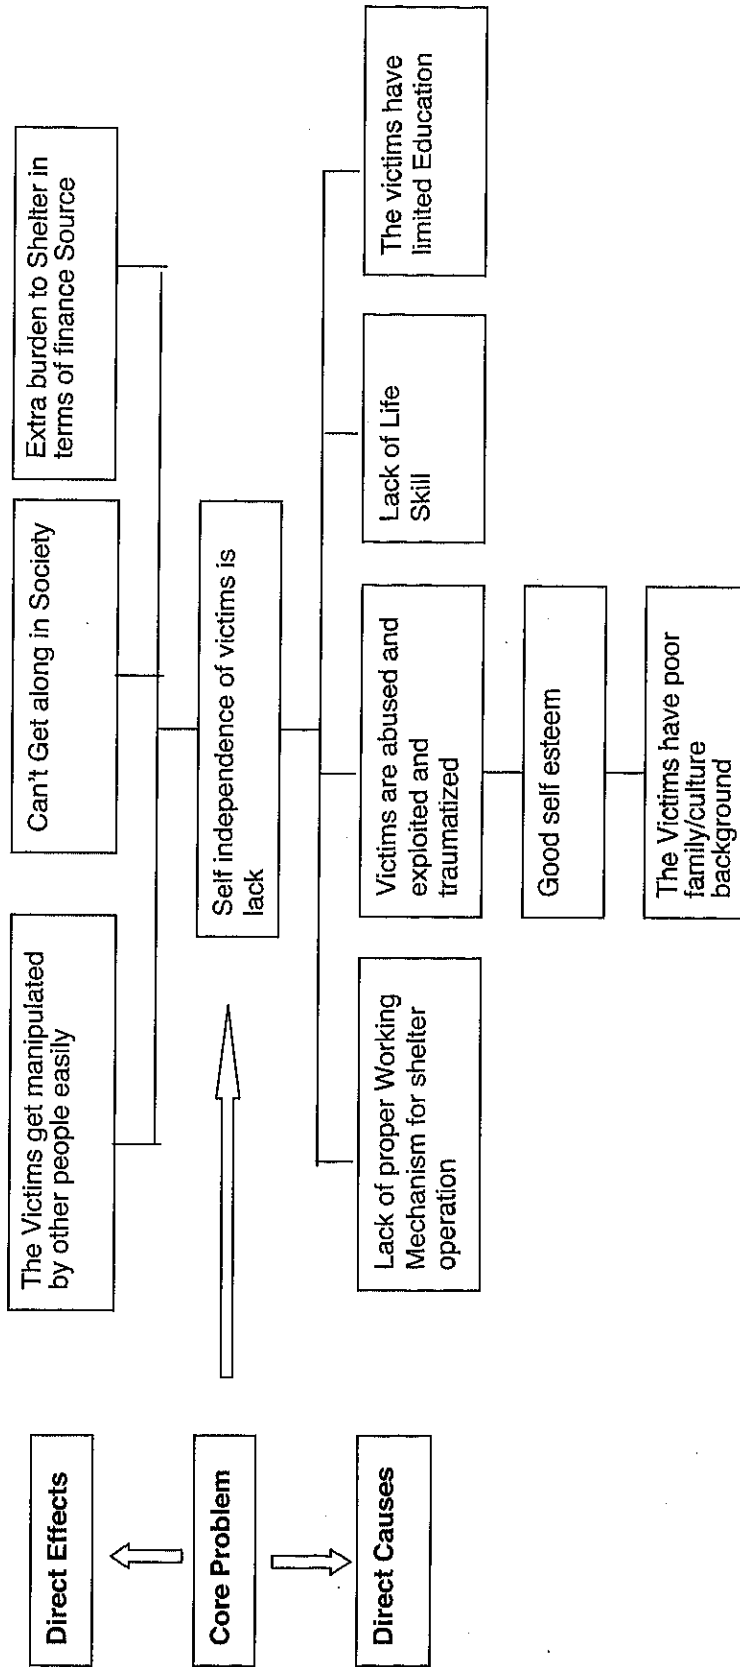 Direct Effects
The Victims get manipulated
by other people easily
Can't Get along in Society
Extra burden to Shelter in
terms of finance Source
Core Problem
Self independence of victims is
lack
Direct Causes
Lack of proper Working
Mechanism for shelter
operation
Victims are abused and
exploited and
traumatized
Lack of Life
Skill
The victims have
limited Education
Good self esteem
The Victims have poor
family/culture
background